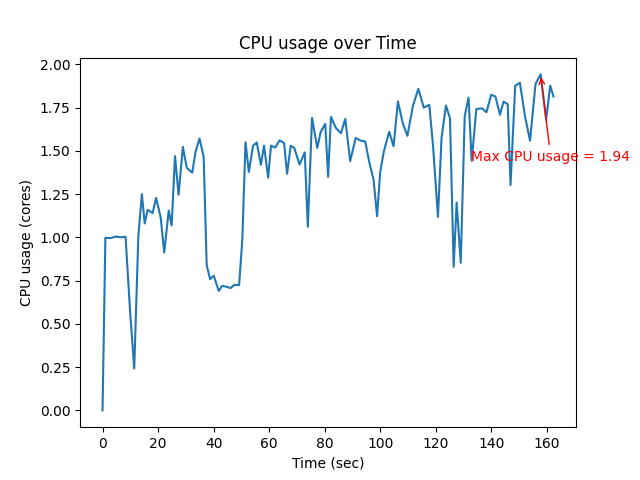 CPU usage over Time
2.00
1.75
1.50
1.25
1.00
0.75
0.50
0.25
0.00
CPU usage (cores)
Max CPU usage = 1.94
0 20 40 60 80 100 120 140 160
Time (sec)